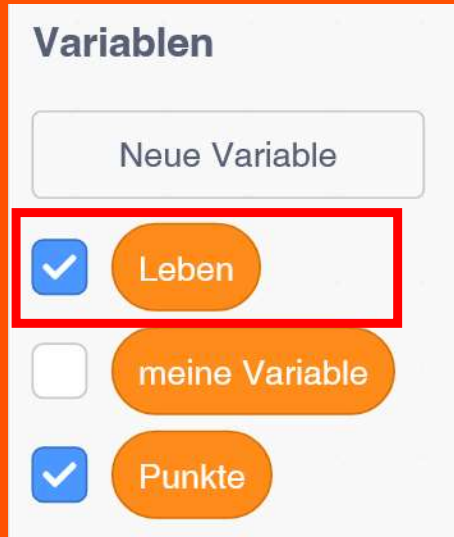 Variablen
Neue Variable
Leben
meine Variable
Punkte